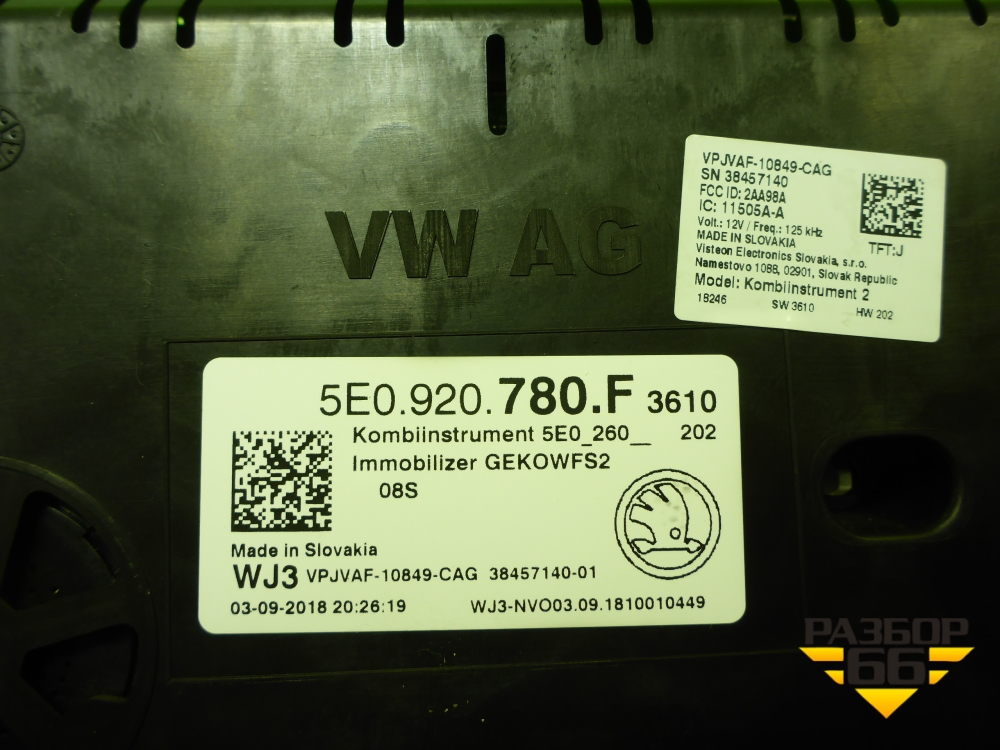 VW AG
VPJVAF-10849-CAG
SN 38457140
FCC ID: 2AA98A
IC: 11505A-A
Volt.: 12V / Freq.: 125 kHz
MADE IN SLOVAKIA
TFT:J
Visteon Electronics Slovakia, s.r.o.
Namestovo 1088, 02901, Slovak Republic
Model: Kombiinstrument 2
18246 SW 3610 HW 202
5E0.920.780.F 3610
Kombiinstrument 5E0_260__ 202
Immobilizer GEKOWFS2
08S
Made in Slovakia
WJ3 VPJVAF-10849-CAG 38457140-01
03-09-2018 20:26:19 WJ3-NVO03.09.1810010449
РАЗБОР
66